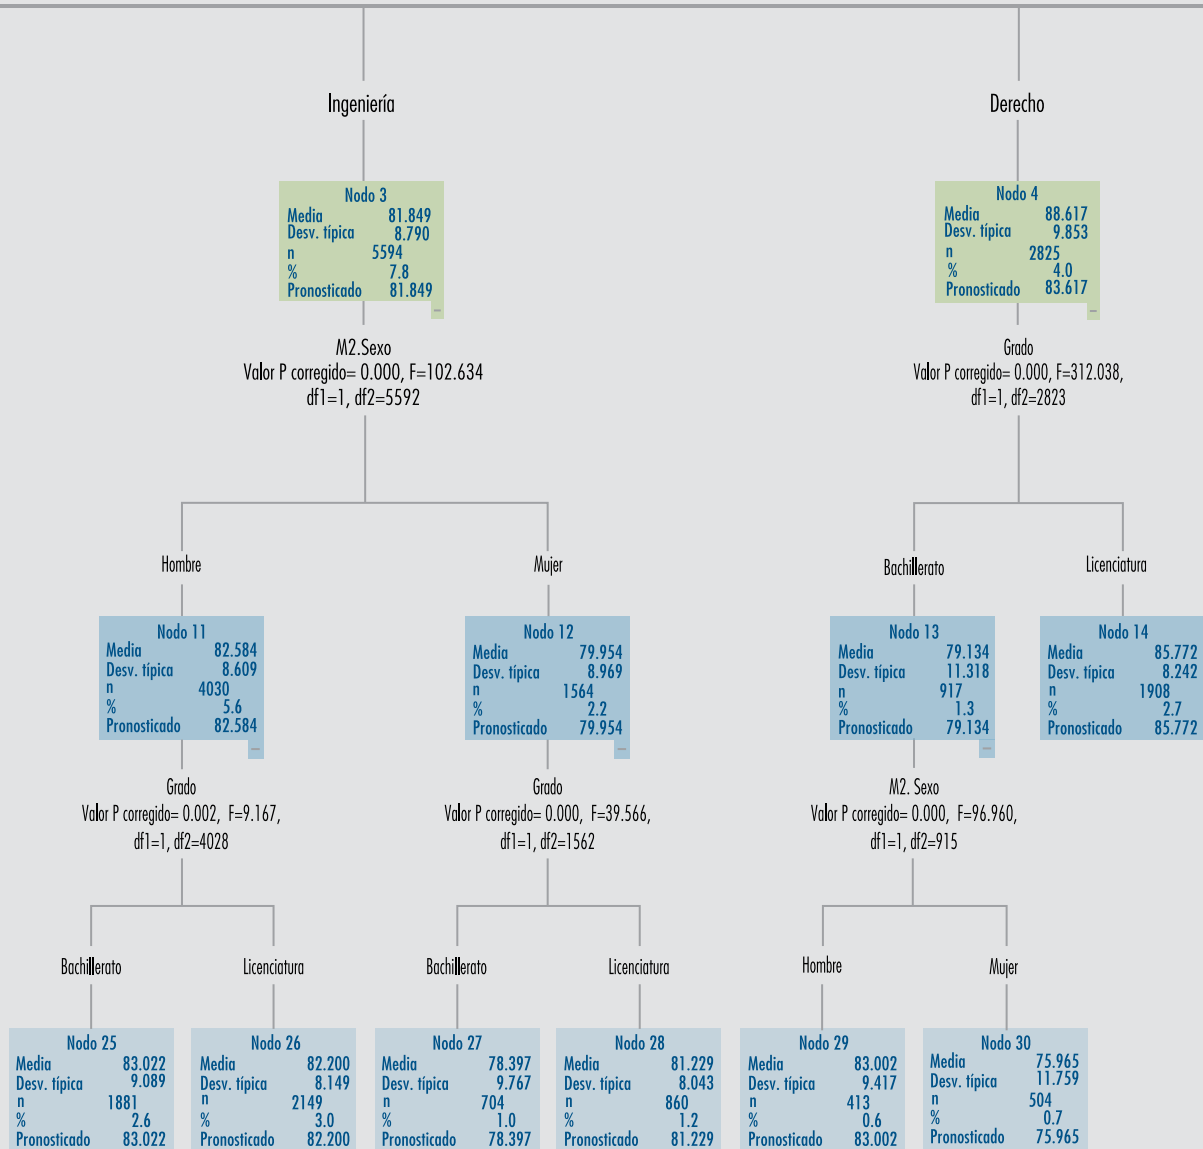 Ingeniería
Derecho
Nodo 3
Media 81.849
Desv. típica 8.790
n 5594
% 7.8
Pronosticado 81.849
–
Nodo 4
Media 88.617
Desv. típica 9.853
n 2825
% 4.0
Pronosticado 83.617
–
M2.Sexo
Valor P corregido= 0.000, F=102.634
df1=1, df2=5592
Grado
Valor P corregido= 0.000, F=312.038,
df1=1, df2=2823
Hombre
Mujer
Bachillerato
Licenciatura
Nodo 11
Media 82.584
Desv. típica 8.609
n 4030
% 5.6
Pronosticado 82.584
–
Nodo 12
Media 79.954
Desv. típica 8.969
n 1564
% 2.2
Pronosticado 79.954
–
Nodo 13
Media 79.134
Desv. típica 11.318
n 917
% 1.3
Pronosticado 79.134
–
Nodo 14
Media 85.772
Desv. típica 8.242
n 1908
% 2.7
Pronosticado 85.772
Grado
Valor P corregido= 0.002, F=9.167,
df1=1, df2=4028
Grado
Valor P corregido= 0.000, F=39.566,
df1=1, df2=1562
M2. Sexo
Valor P corregido= 0.000, F=96.960,
df1=1, df2=915
Bachillerato
Licenciatura
Bachillerato
Licenciatura
Hombre
Mujer
Nodo 25
Media 83.022
Desv. típica 9.089
n 1881
% 2.6
Pronosticado 83.022
Nodo 26
Media 82.200
Desv. típica 8.149
n 2149
% 3.0
Pronosticado 82.200
Nodo 27
Media 78.397
Desv. típica 9.767
n 704
% 1.0
Pronosticado 78.397
Nodo 28
Media 81.229
Desv. típica 8.043
n 860
% 1.2
Pronosticado 81.229
Nodo 29
Media 83.002
Desv. típica 9.417
n 413
% 0.6
Pronosticado 83.002
Nodo 30
Media 75.965
Desv. típica 11.759
n 504
% 0.7
Pronosticado 75.965